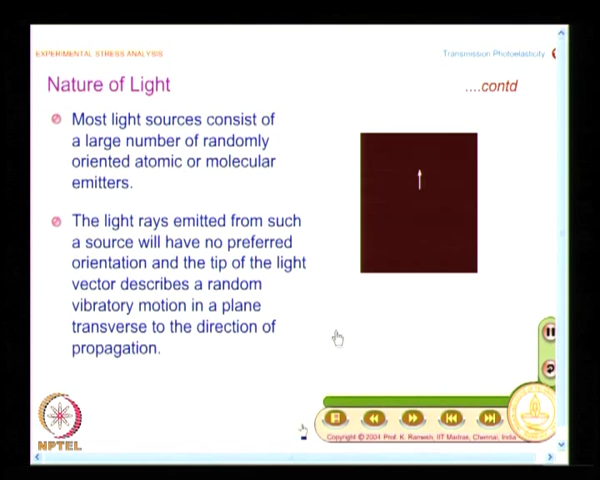 EXPERIMENTAL STRESS ANALYSIS
Transmission Photoelasticity
Nature of Light
....contd
Most light sources consist of
a large number of randomly
oriented atomic or molecular
emitters.
The light rays emitted from such
a source will have no preferred
orientation and the tip of the light
vector describes a random
vibratory motion in a plane
transverse to the direction of
propagation.
NPTEL
Copyright © 2004 Prof. K. Ramesh, IIT Madras, Chennai, India